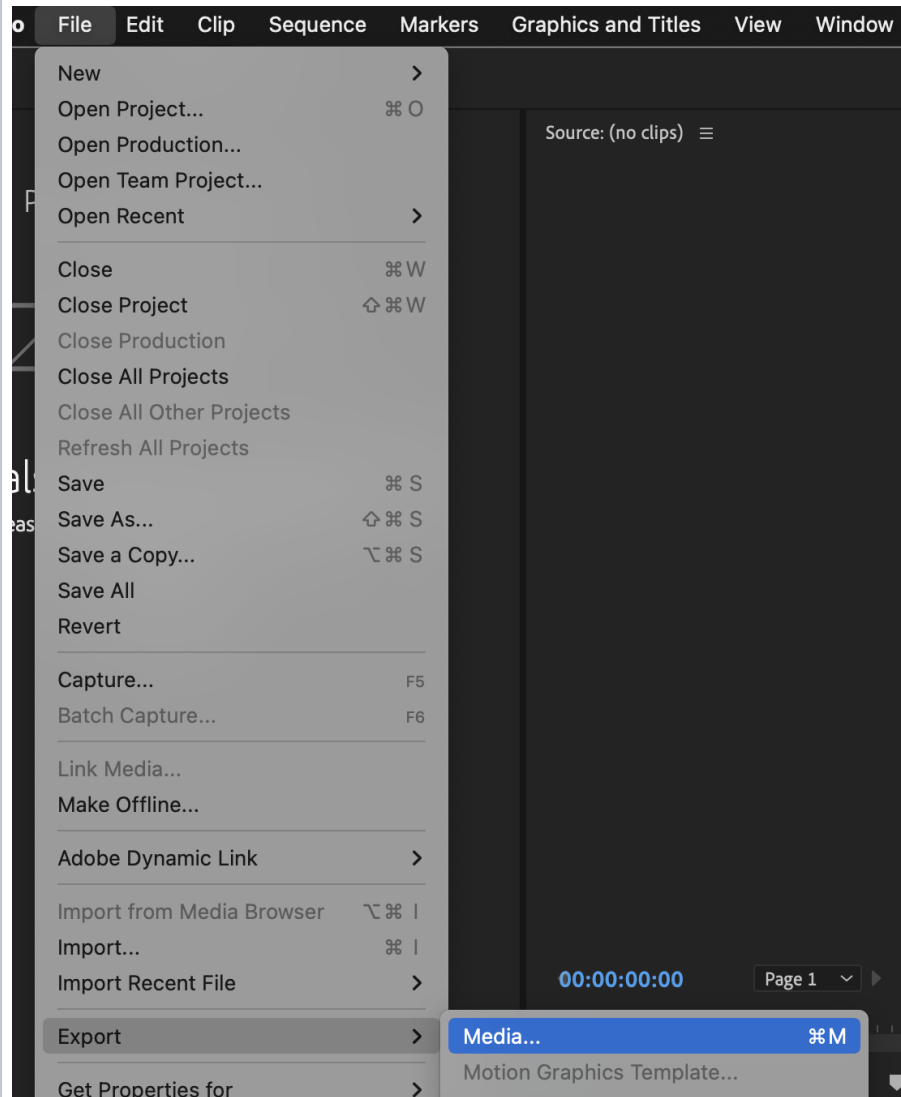 o File Edit Clip Sequence Markers Graphics and Titles View Window
New
Open Project... ⌘ O
Open Production...
Source: (no clips)
Open Team Project...
P
Open Recent
Close ⌘ W
Close Project ⇧ ⌘ W
Close Production
Close All Projects
Close All Other Projects
Refresh All Projects
als
Save ⌘ S
eas
Save As... ⇧ ⌘ S
Save a Copy... ⌥ ⌘ S
Save All
Revert
Capture... F5
Batch Capture... F6
Link Media...
Make Offline...
Adobe Dynamic Link
Import from Media Browser ⌥ ⌘ I
Import... ⌘ I
Import Recent File
00:00:00:00 Page 1
Export
Media... ⌘M
Motion Graphics Template...
Get Properties for